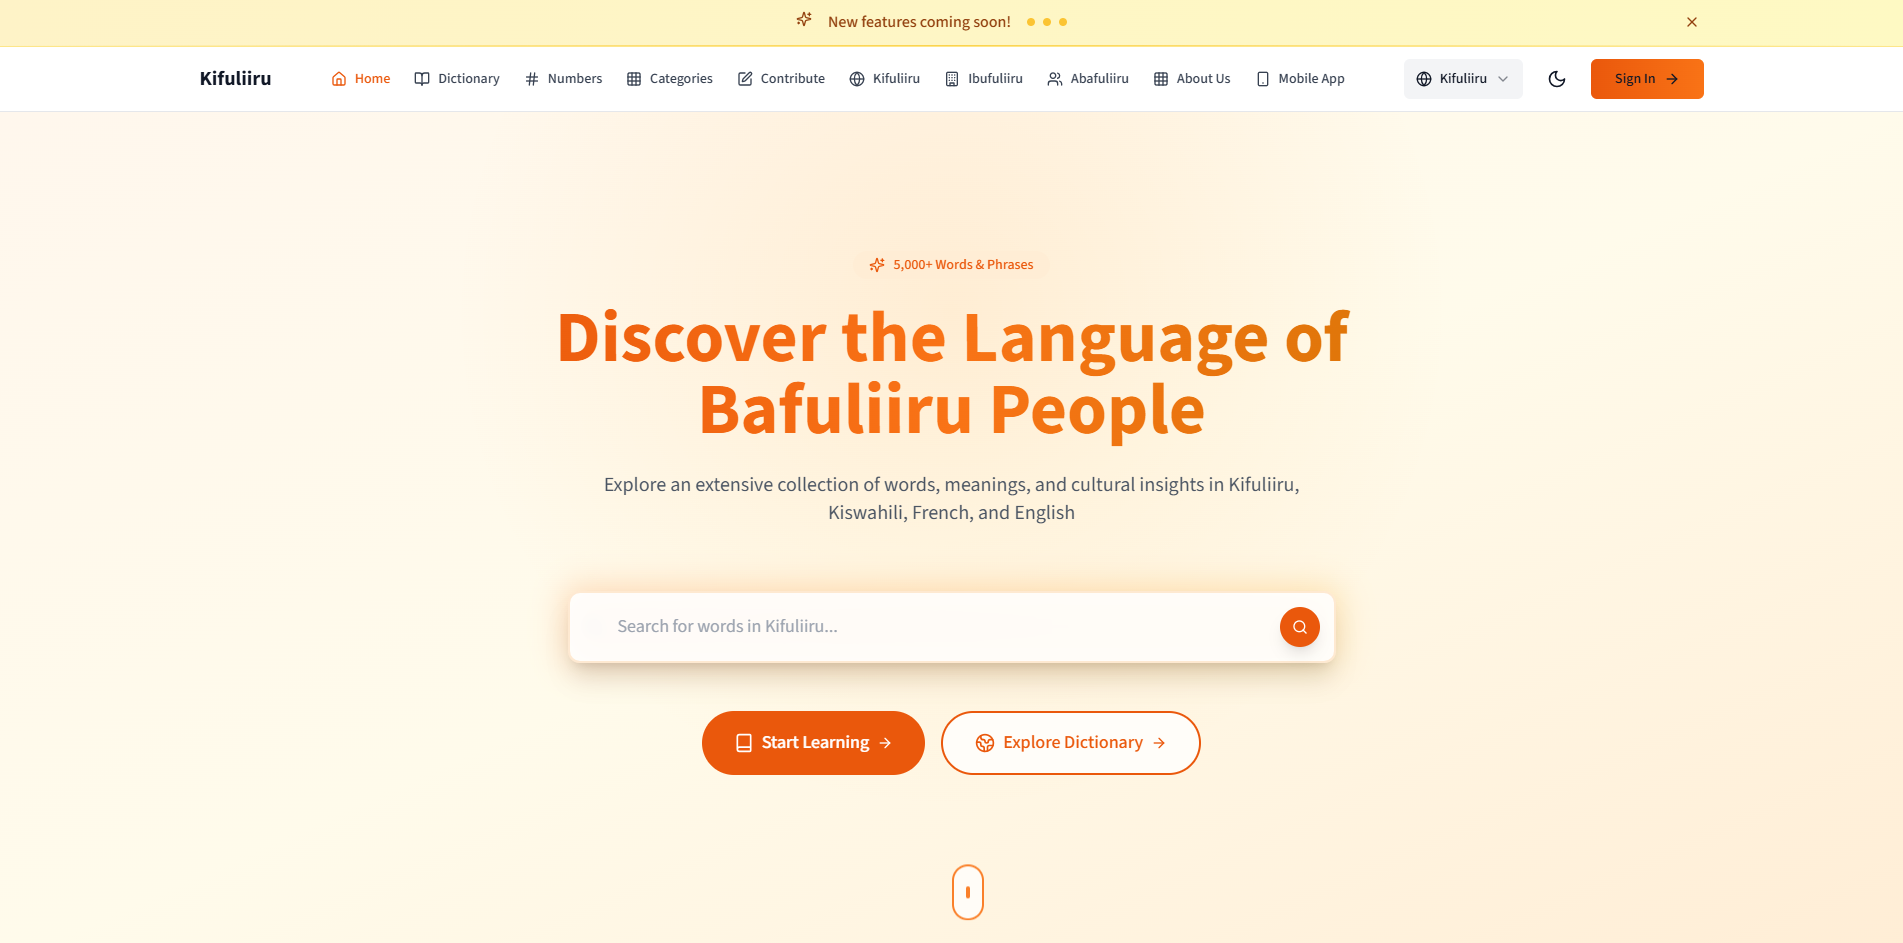 New features coming soon!
Kifuliiru
Home
Dictionary
Numbers
Categories
Contribute
Kifuliiru
Ibufuliiru
Abafuliiru
About Us
Mobile App
Kifuliiru
Sign In
5,000+ Words & Phrases
Discover the Language of
Bafuliiru People
Explore an extensive collection of words, meanings, and cultural insights in Kifuliiru,
Kiswahili, French, and English
Search for words in Kifuliiru...
Start Learning
Explore Dictionary